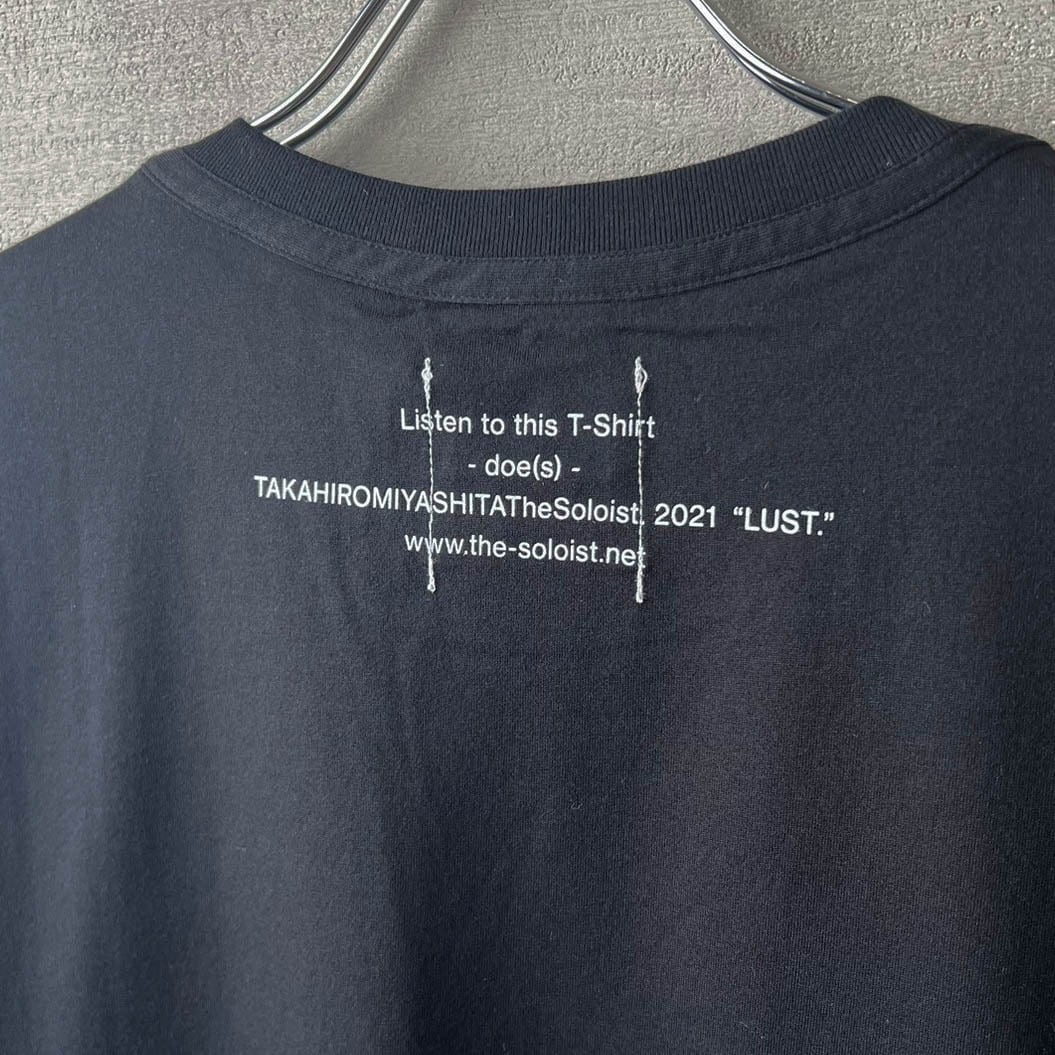 Listen to this T-Shirt
- doe(s) -
TAKAHIROMIYASHITATheSoloist. 2021 “LUST.”
www.the-soloist.net